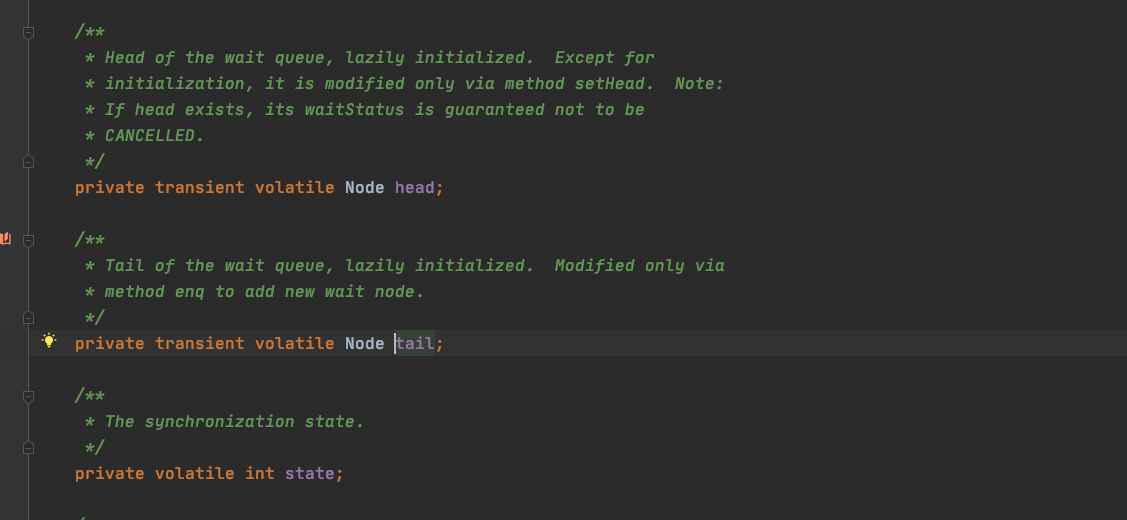 /**
* Head of the wait queue, lazily initialized.  Except for
* initialization, it is modified only via method setHead.  Note:
* If head exists, its waitStatus is guaranteed not to be
* CANCELLED.
*/
private transient volatile Node head;
/**
* Tail of the wait queue, lazily initialized.  Modified only via
* method enq to add new wait node.
*/
private transient volatile Node tail;
/**
* The synchronization state.
*/
private volatile int state;